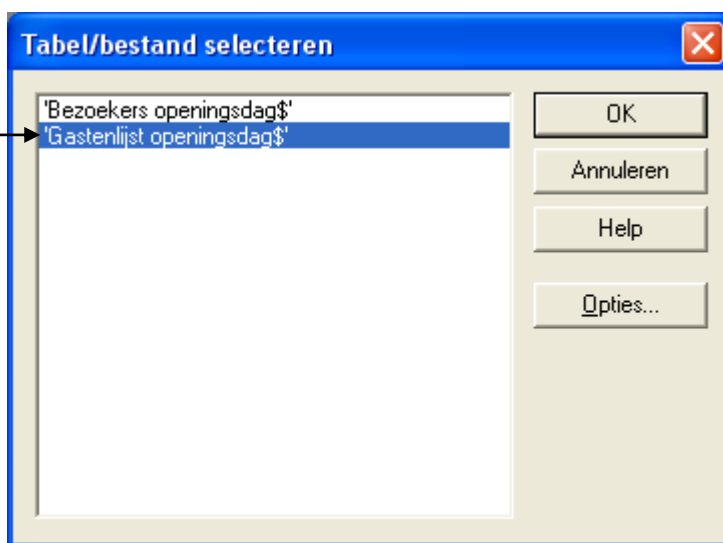 Tabel/bestand selecteren
'Bezoekers openingsdag$'
'Gastenlijst openingsdag$'
OK
Annuleren
Help
Opties...